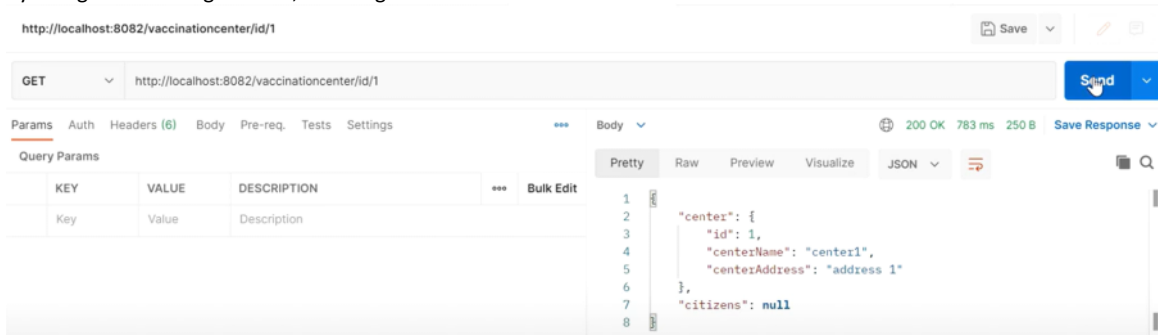 http://localhost:8082/vaccinationcenter/id/1
Save
GET
http://localhost:8082/vaccinationcenter/id/1
Send
Params Auth Headers (6) Body Pre-req. Tests Settings
Query Params
KEY VALUE DESCRIPTION Bulk Edit
Key Value Description
Body 200 OK 783 ms 250 B Save Response
Pretty Raw Preview Visualize JSON
1 {
2 "center": {
3 "id": 1,
4 "centerName": "center1",
5 "centerAddress": "address 1"
6 },
7 "citizens": null
8 }